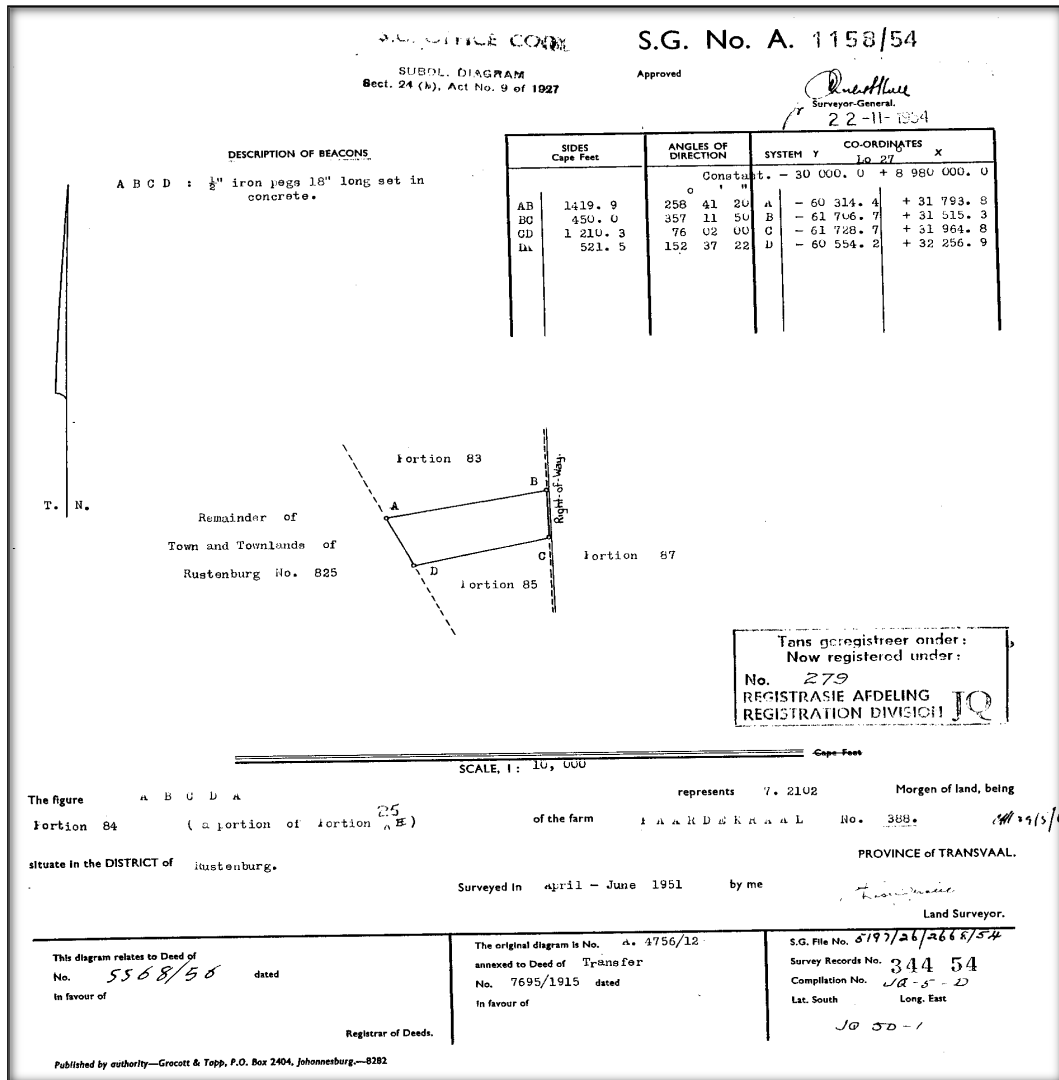 S.G. OFFICE COPY
S.G. No. A. 1158/54
SUBDL. DIAGRAM
Sect. 24 (k), Act No. 9 of 1927
Approved
Surveyor-General.
22-11-1954
DESCRIPTION OF BEACONS
A B C D : ½" iron pegs 18" long set in
concrete.
SIDES
Cape Feet
ANGLES OF
DIRECTION
CO-ORDINATES
SYSTEM Y Lo 27 X
Constant. - 30 000. 0 + 8 980 000. 0
o ' "
AB 1419. 9 258 41 20 A - 60 314. 4 + 31 793. 8
BC 450. 0 357 11 50 B - 61 706. 7 + 31 515. 3
CD 1 210. 3 76 02 00 C - 61 728. 7 + 31 964. 8
DA 521. 5 152 37 22 D - 60 554. 2 + 32 256. 9
T. N.
Portion 83
A
B
Right-of-Way.
Remainder of
Town and Townlands of
Rustenburg No. 825
C
D
Portion 87
Portion 85
Tans geregistreer onder:
Now registered under:
No. 279
REGISTRASIE AFDELING
REGISTRATION DIVISION JQ
Cape Feet
SCALE, 1: 10,000
The figure A B C D A represents 7. 2102 Morgen of land, being
Portion 84 (a portion of Portion 25) of the farm PAARDEKRAAL No. 388.
situate in the DISTRICT of Rustenburg. PROVINCE of TRANSVAAL.
Surveyed in April - June 1951 by me
Land Surveyor.
This diagram relates to Deed of
No. 5568/56 dated
in favour of
Registrar of Deeds.
The original diagram is No. A. 4756/12
annexed to Deed of Transfer
No. 7695/1915 dated
in favour of
S.G. File No. 5197/26/2668/54
Survey Records No. 344 54
Compilation No. JQ-5-D
Lat. South Long. East
JQ 5D-1
Published by authority—Grocott & Topp, P.O. Box 2404, Johannesburg.—8282